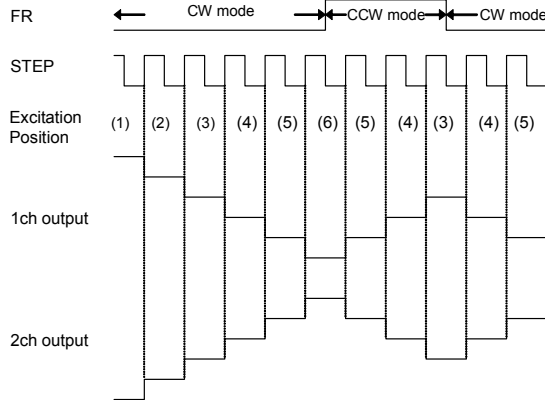 FR
CW mode
CCW mode
CW mode
STEP
Excitation
Position
(1) (2) (3) (4) (5) (6) (5) (4) (3) (4) (5)
1ch output
2ch output